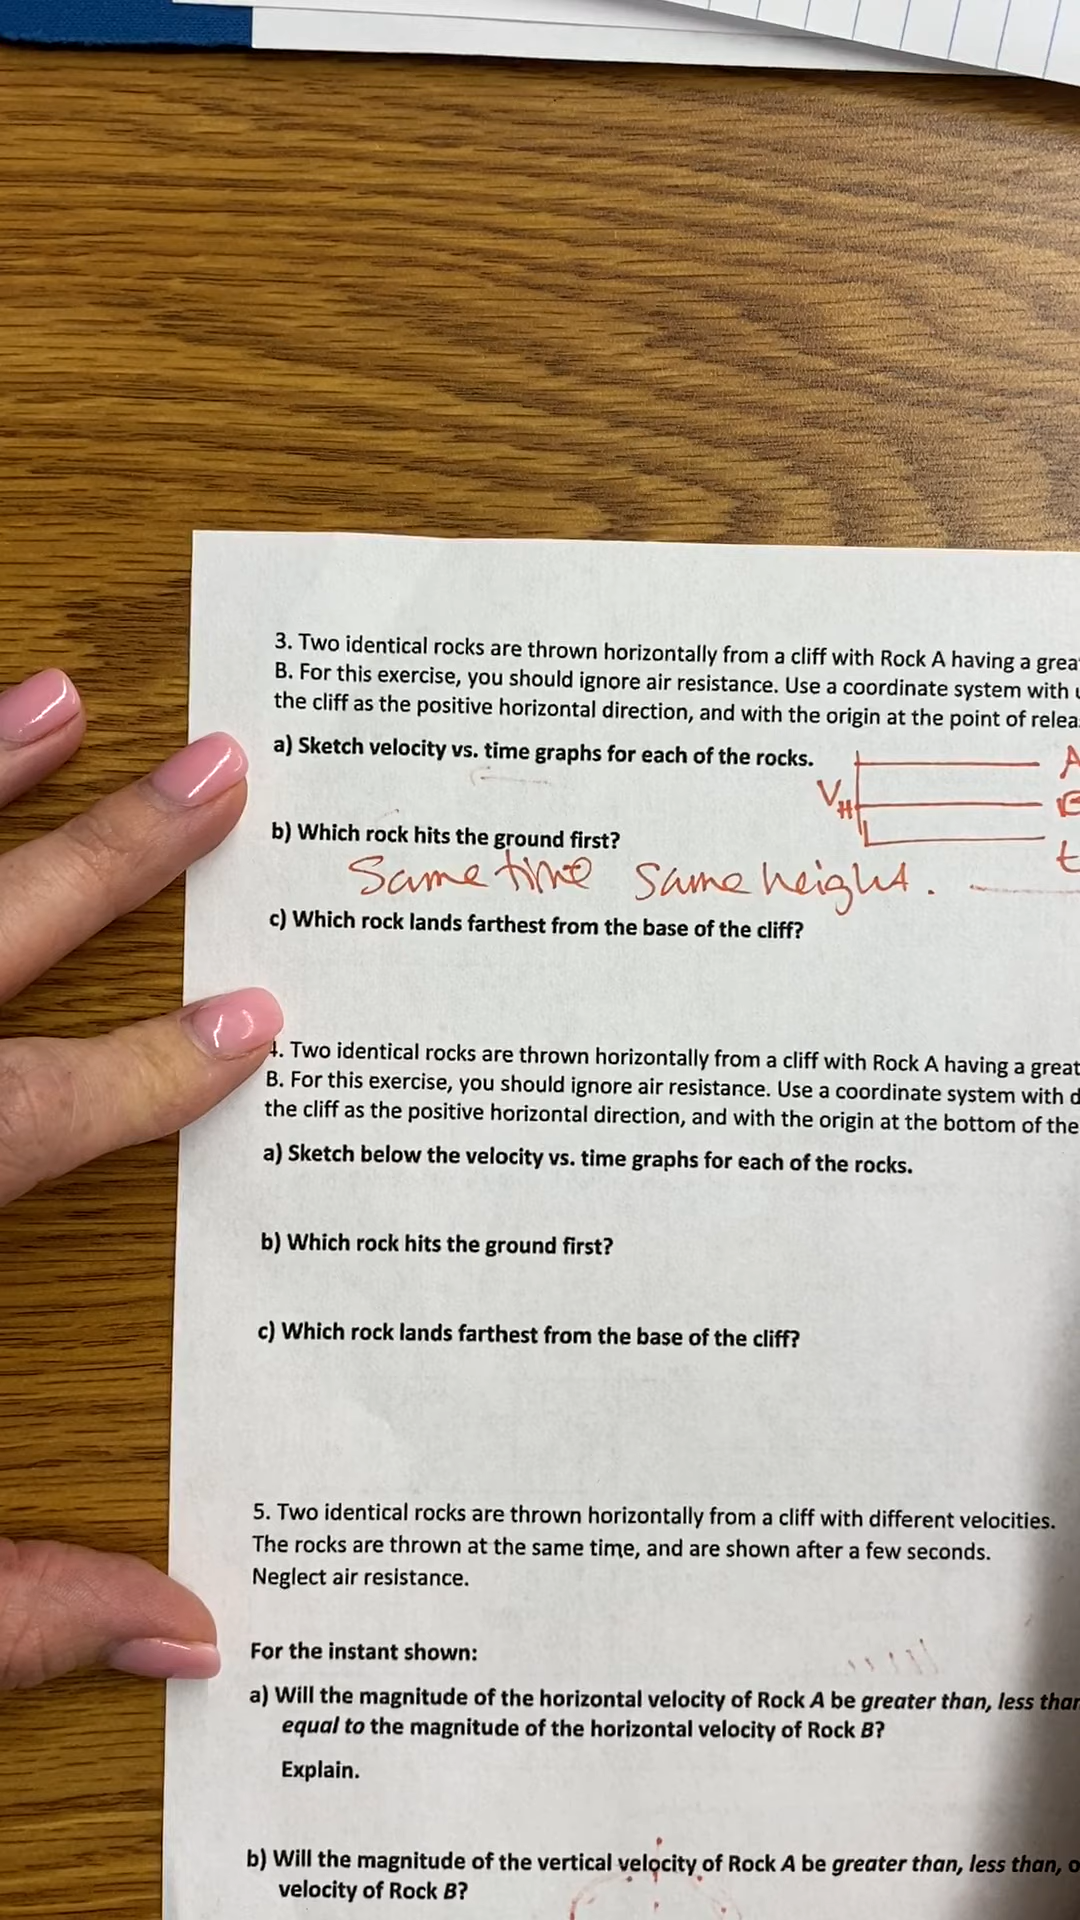 3. Two identical rocks are thrown horizontally from a cliff with Rock A having a
B. For this exercise, you should ignore air resistance. Use a coordinate system with
the cliff as the positive horizontal direction, and with the origin at the point of
a) Sketch velocity vs. time graphs for each of the rocks.
A
V_H
B
t
b) Which rock hits the ground first?
Same time same height.
c) Which rock lands farthest from the base of the cliff?
4. Two identical rocks are thrown horizontally from a cliff with Rock A having a great
B. For this exercise, you should ignore air resistance. Use a coordinate system with d
the cliff as the positive horizontal direction, and with the origin at the bottom of the
a) Sketch below the velocity vs. time graphs for each of the rocks.
b) Which rock hits the ground first?
c) Which rock lands farthest from the base of the cliff?
5. Two identical rocks are thrown horizontally from a cliff with different velocities.
The rocks are thrown at the same time, and are shown after a few seconds.
Neglect air resistance.
For the instant shown:
a) Will the magnitude of the horizontal velocity of Rock A be greater than, less than
equal to the magnitude of the horizontal velocity of Rock B?
Explain.
b) Will the magnitude of the vertical velocity of Rock A be greater than, less than, o
velocity of Rock B?